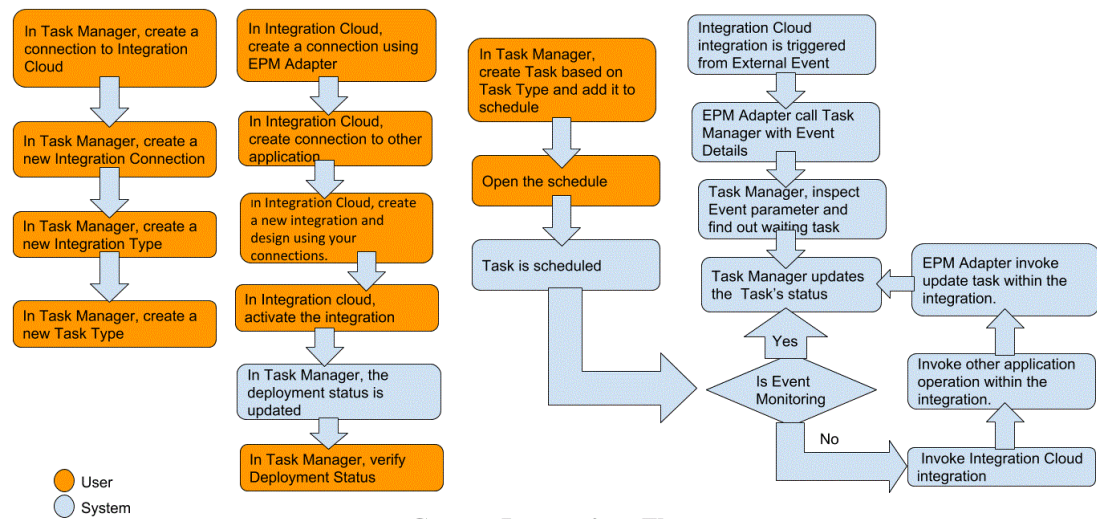 In Task Manager, create a
connection to Integration
Cloud
In Task Manager, create a
new Integration Connection
In Task Manager, create a
new Integration Type
In Task Manager, create a
new Task Type
In Integration Cloud,
create a connection using
EPM Adapter
In Integration Cloud,
create connection to other
application
In Integration Cloud, create
a new integration and
design using your
connections.
In Integration cloud,
activate the integration
In Task Manager, the
deployment status is
updated
In Task Manager, verify
Deployment Status
In Task Manager,
create Task based on
Task Type and add it to
schedule
Open the schedule
Task is scheduled
Integration Cloud
integration is triggered
from External Event
EPM Adapter call Task
Manager with Event
Details
Task Manager, inspect
Event parameter and
find out waiting task
Task Manager updates
the Task's status
Yes
Is Event
Monitoring
No
EPM Adapter invoke
update task within the
integration.
Invoke other application
operation within the
integration.
Invoke Integration Cloud
integration
User
System